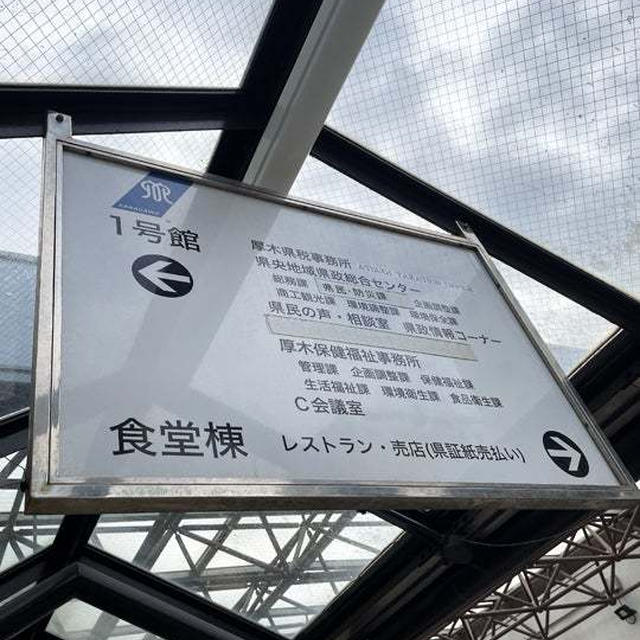 KANAGAWA
1号館
厚木県税事務所
県央地域県政総合センター
総務課 県民・防災課 企画調整課
商工観光課 環境調整課 環境保全課
県民の声・相談室 県政情報コーナー
厚木保健福祉事務所
管理課 企画調整課 保健福祉課
生活福祉課 環境衛生課 食品衛生課
C会議室
食堂棟 レストラン・売店(県証紙売払い)